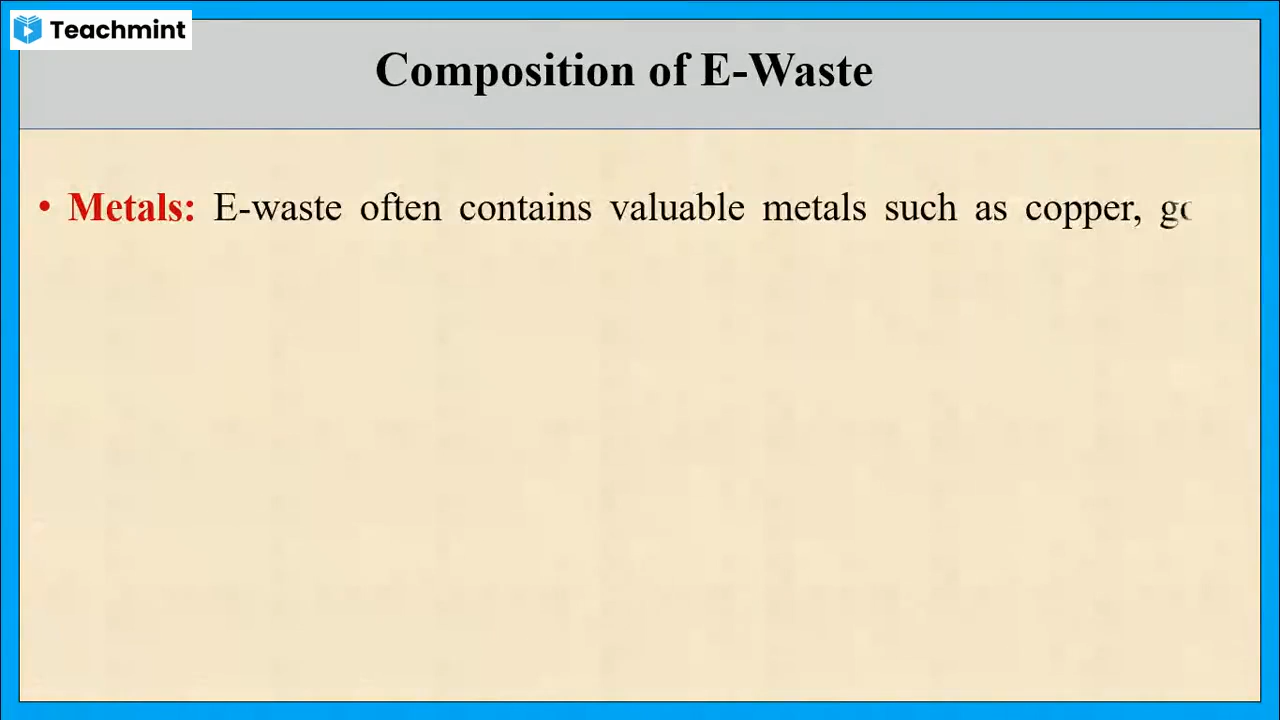 Teachmint
Composition of E-Waste
• Metals: E-waste often contains valuable metals such as copper,